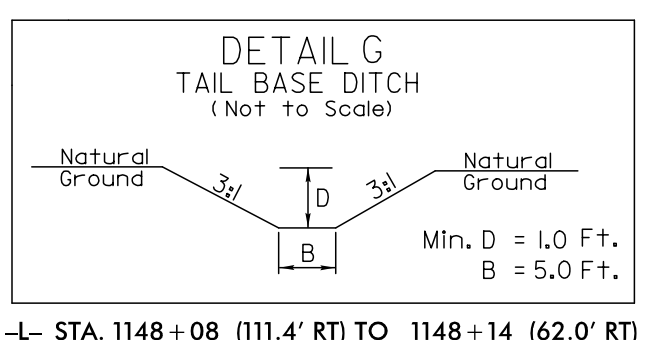 DETAIL G
TAIL BASE DITCH
(Not to Scale)
Natural
Ground
3:1
D
3:1
Natural
Ground
B
Min. D = 1.0 Ft.
B = 5.0 Ft.
–L– STA. 1148+08 (111.4' RT) TO 1148+14 (62.0' RT)